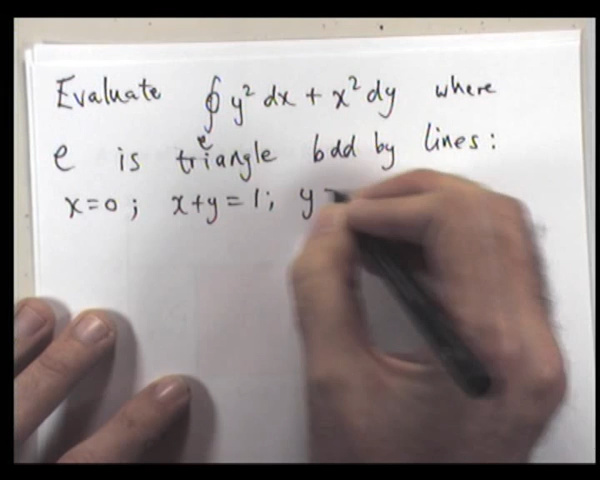 Evaluate ∮ y² dx + x² dy where
C
C is triangle bdd by lines:
x=0; x+y=1; y=